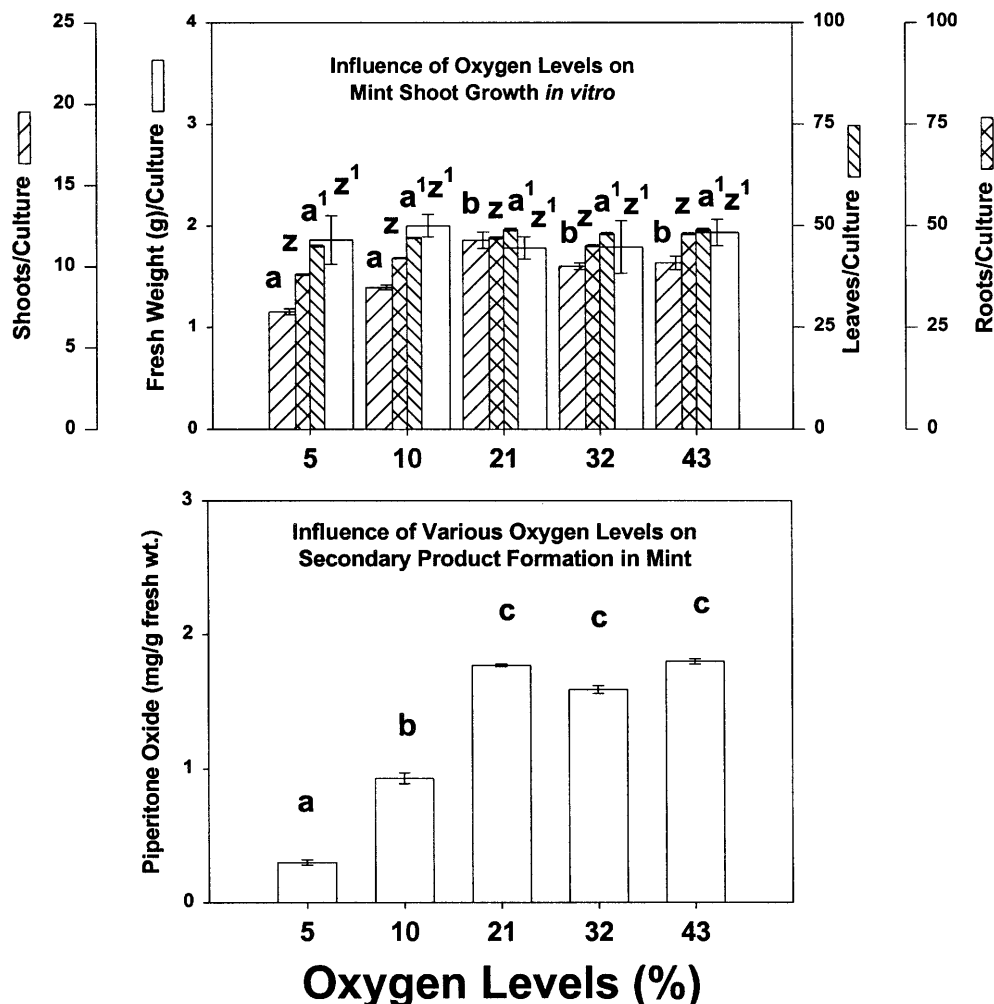 Shoots/Culture
25
20
15
10
5
0
Fresh Weight (g)/Culture
4
3
2
1
0
Influence of Oxygen Levels on
Mint Shoot Growth in vitro
a z a¹ z¹
a z a¹ z¹
b z a¹ z¹
b z a¹ z¹
b z a¹ z¹
5 10 21 32 43
100
75
50
25
0
Leaves/Culture
100
75
50
25
0
Roots/Culture
Piperitone Oxide (mg/g fresh wt.)
3
2
1
0
Influence of Various Oxygen Levels on
Secondary Product Formation in Mint
a b c c c
5 10 21 32 43
Oxygen Levels (%)